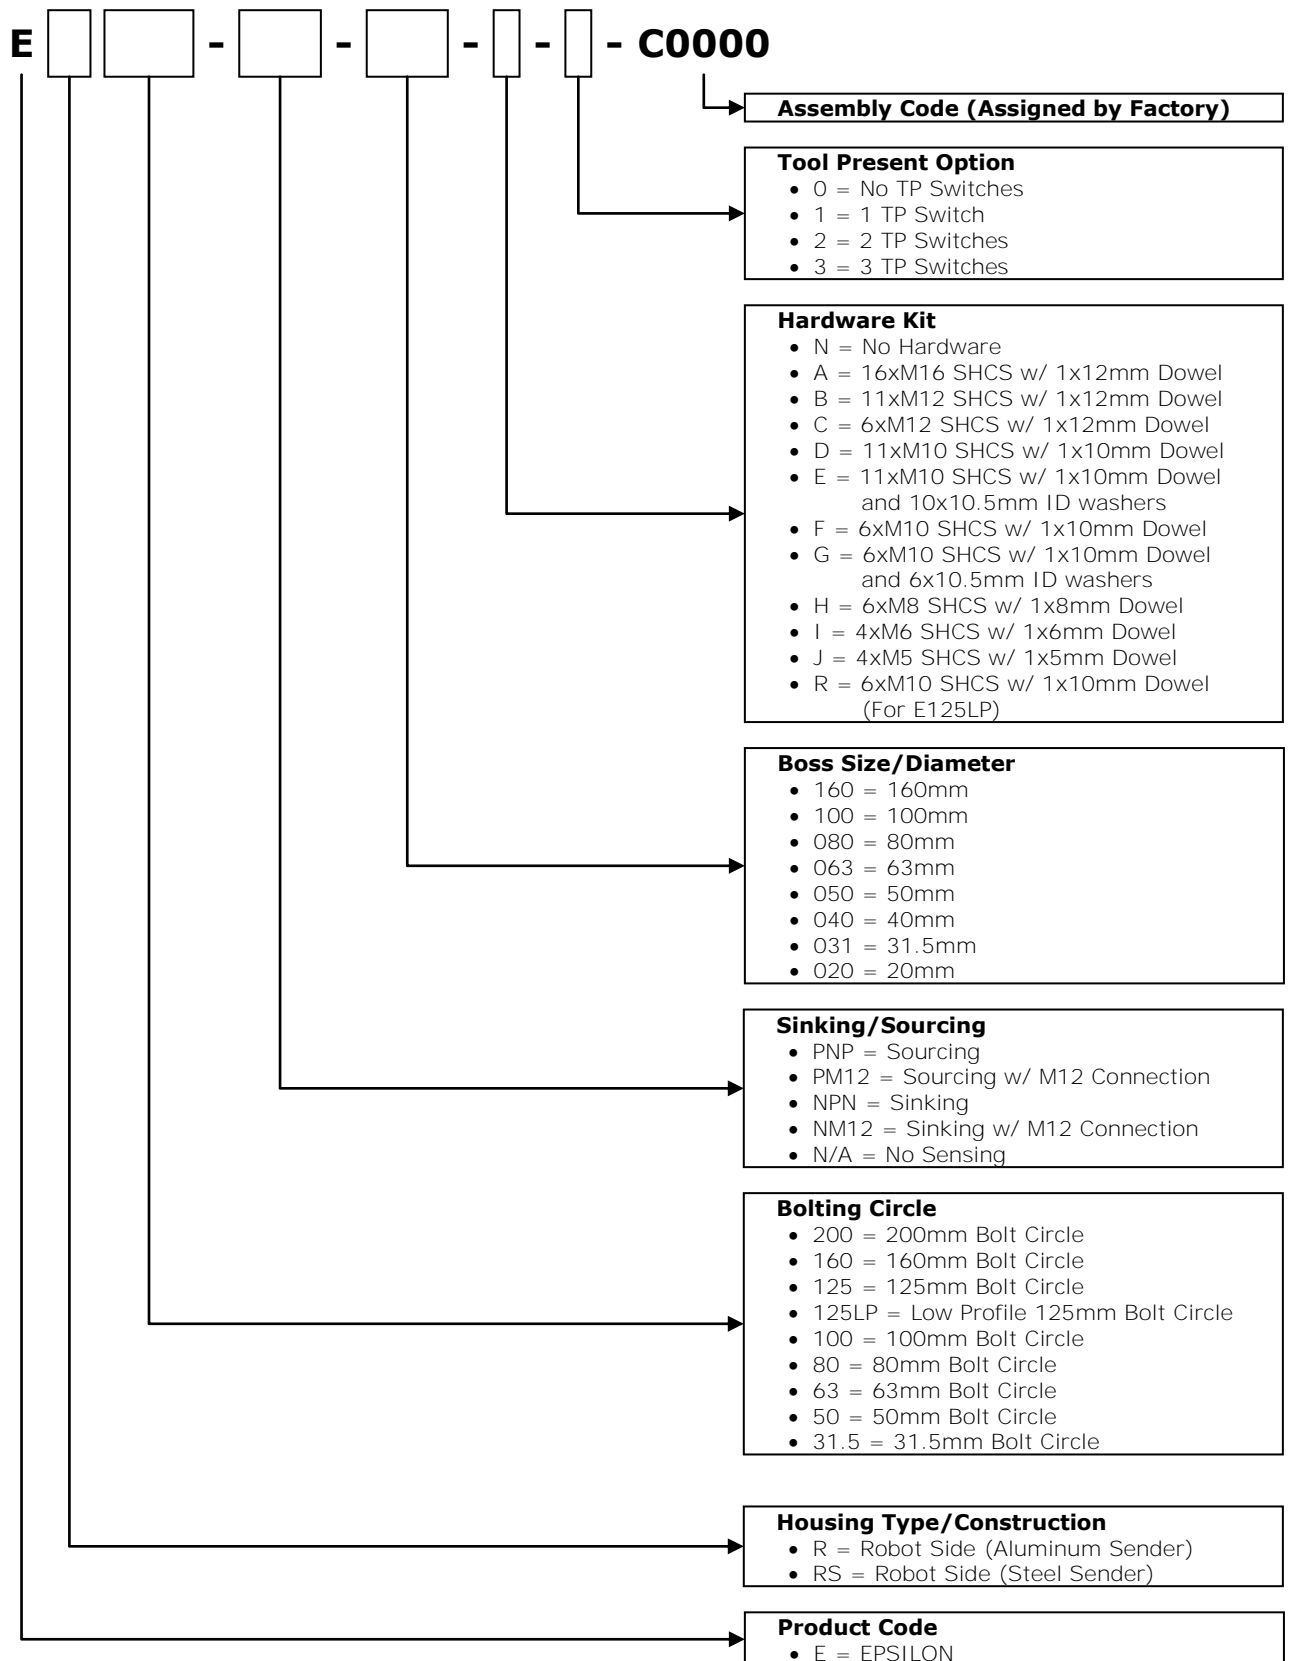 E - - - - - C0000
Assembly Code (Assigned by Factory)
Tool Present Option
• 0 = No TP Switches
• 1 = 1 TP Switch
• 2 = 2 TP Switches
• 3 = 3 TP Switches
Hardware Kit
• N = No Hardware
• A = 16xM16 SHCS w/ 1x12mm Dowel
• B = 11xM12 SHCS w/ 1x12mm Dowel
• C = 6xM12 SHCS w/ 1x12mm Dowel
• D = 11xM10 SHCS w/ 1x10mm Dowel
• E = 11xM10 SHCS w/ 1x10mm Dowel
and 10x10.5mm ID washers
• F = 6xM10 SHCS w/ 1x10mm Dowel
• G = 6xM10 SHCS w/ 1x10mm Dowel
and 6x10.5mm ID washers
• H = 6xM8 SHCS w/ 1x8mm Dowel
• I = 4xM6 SHCS w/ 1x6mm Dowel
• J = 4xM5 SHCS w/ 1x5mm Dowel
• R = 6xM10 SHCS w/ 1x10mm Dowel
(For E125LP)
Boss Size/Diameter
• 160 = 160mm
• 100 = 100mm
• 080 = 80mm
• 063 = 63mm
• 050 = 50mm
• 040 = 40mm
• 031 = 31.5mm
• 020 = 20mm
Sinking/Sourcing
• PNP = Sourcing
• PM12 = Sourcing w/ M12 Connection
• NPN = Sinking
• NM12 = Sinking w/ M12 Connection
• N/A = No Sensing
Bolting Circle
• 200 = 200mm Bolt Circle
• 160 = 160mm Bolt Circle
• 125 = 125mm Bolt Circle
• 125LP = Low Profile 125mm Bolt Circle
• 100 = 100mm Bolt Circle
• 80 = 80mm Bolt Circle
• 63 = 63mm Bolt Circle
• 50 = 50mm Bolt Circle
• 31.5 = 31.5mm Bolt Circle
Housing Type/Construction
• R = Robot Side (Aluminum Sender)
• RS = Robot Side (Steel Sender)
Product Code
• E = EPSILON